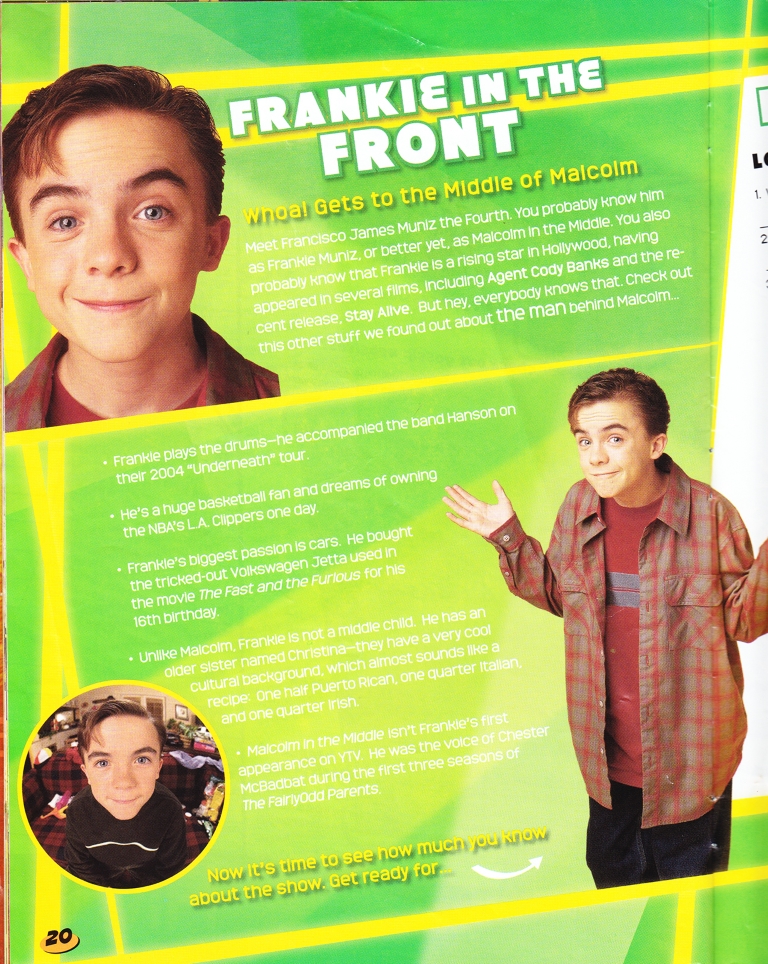 FRANKIE IN THE
FRONT
Whoa! Gets to the Middle of Malcolm
Meet Francisco James Muniz the Fourth. You probably know him
as Frankie Muniz, or better yet, as Malcolm in the Middle. You also
probably know that Frankie is a rising star in Hollywood, having
appeared in several films, including Agent Cody Banks and the re-
cent release, Stay Alive. But hey, everybody knows that. Check out
this other stuff we found out about the man behind Malcolm...
• Frankie plays the drums—he accompanied the band Hanson on
their 2004 "Underneath" tour.
• He's a huge basketball fan and dreams of owning
the NBA's L.A. Clippers one day.
• Frankie's biggest passion is cars. He bought
the tricked-out Volkswagen Jetta used in
the movie The Fast and the Furious for his
16th birthday.
• Unlike Malcolm, Frankie is not a middle child. He has an
older sister named Christina—they have a very cool
cultural background, which almost sounds like a
recipe: One half Puerto Rican, one quarter Italian,
and one quarter Irish.
• Malcolm in the Middle isn't Frankie's first
appearance on YTV. He was the voice of Chester
McBadbat during the first three seasons of
The FairlyOdd Parents.
Now it's time to see how much you know
about the show. Get ready for...
20
1.
2